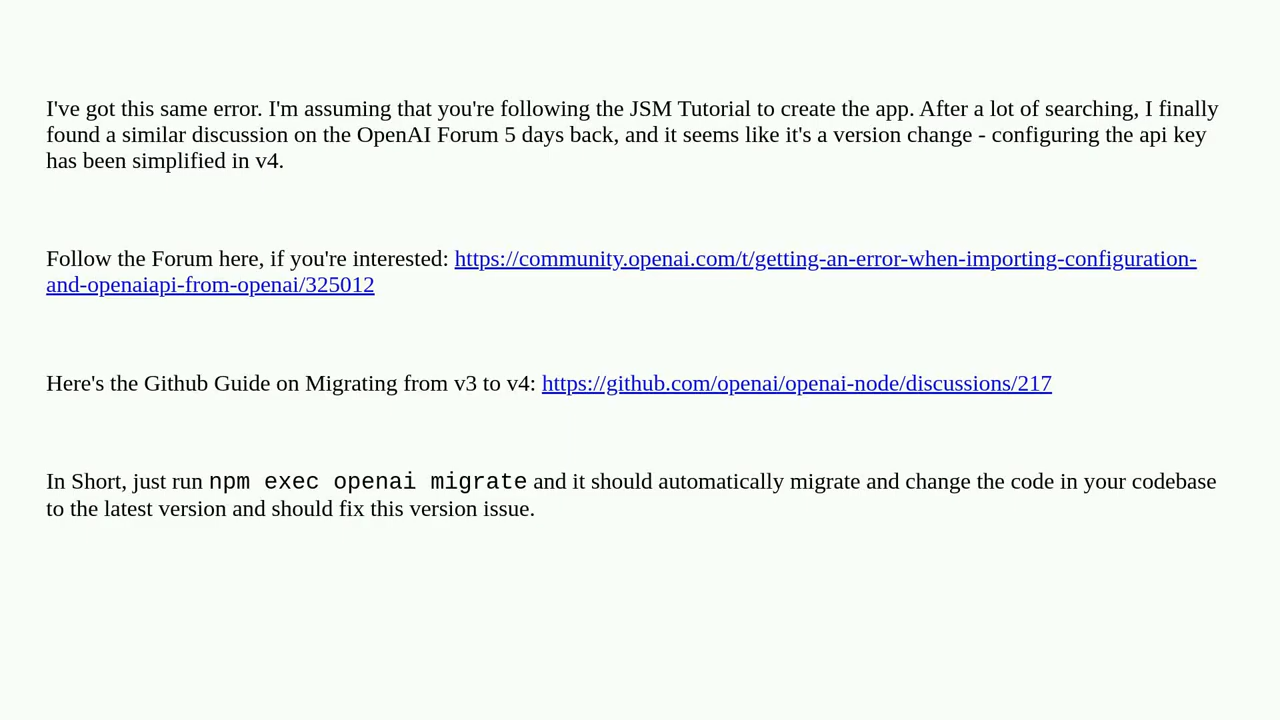 I've got this same error. I'm assuming that you're following the JSM Tutorial to create the app. After a lot of searching, I finally
found a similar discussion on the OpenAI Forum 5 days back, and it seems like it's a version change - configuring the api key
has been simplified in v4.
Follow the Forum here, if you're interested: https://community.openai.com/t/getting-an-error-when-importing-configuration-
and-openaiapi-from-openai/325012
Here's the Github Guide on Migrating from v3 to v4: https://github.com/openai/openai-node/discussions/217
In Short, just run npm exec openai migrate and it should automatically migrate and change the code in your codebase
to the latest version and should fix this version issue.